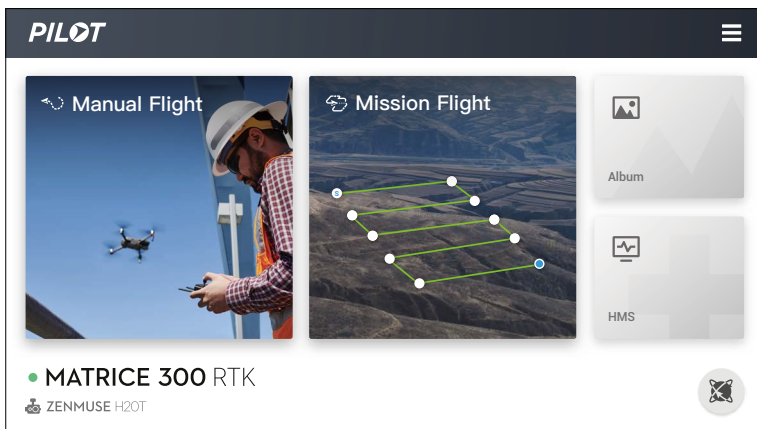 PILOT
Manual Flight
Mission Flight
S
Album
HMS
MATRICE 300 RTK
ZENMUSE H20T